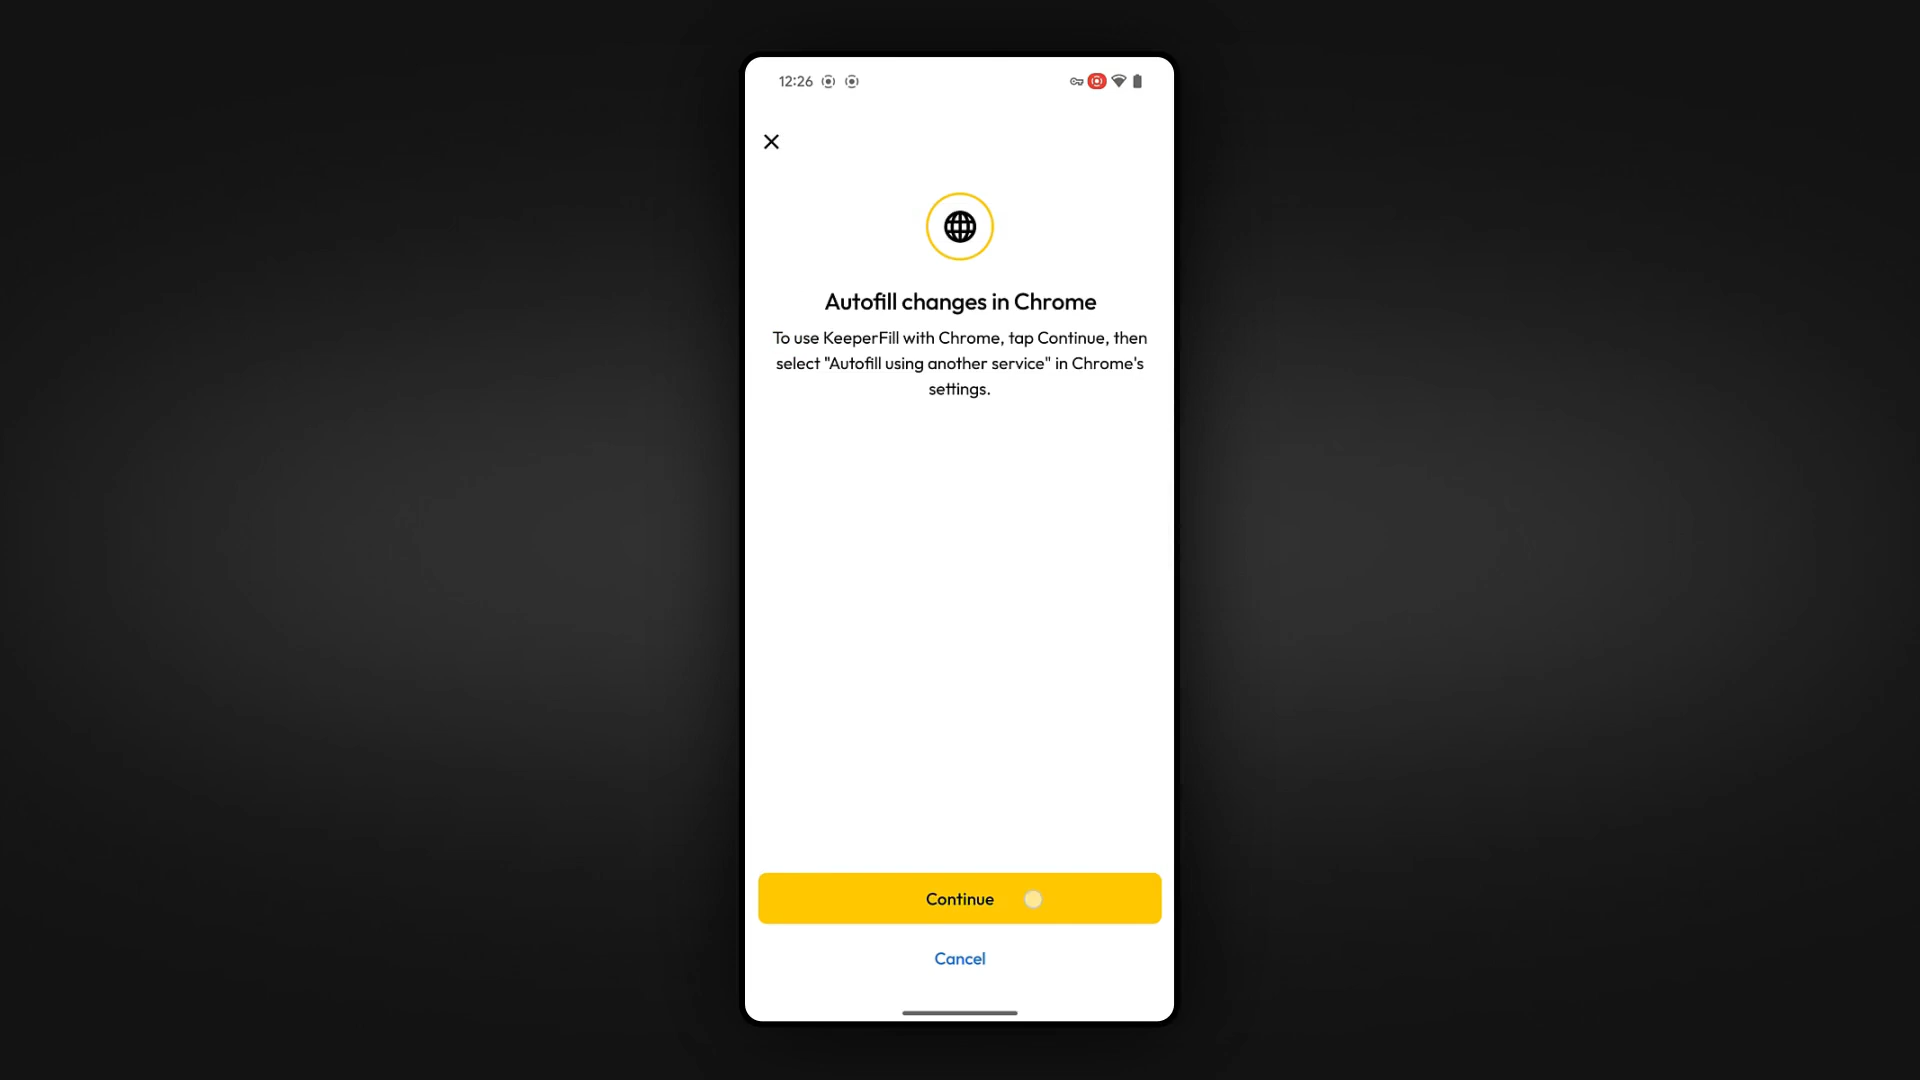 12:26
Autofill changes in Chrome
To use KeeperFill with Chrome, tap Continue, then
select "Autofill using another service" in Chrome's
settings.
Continue
Cancel